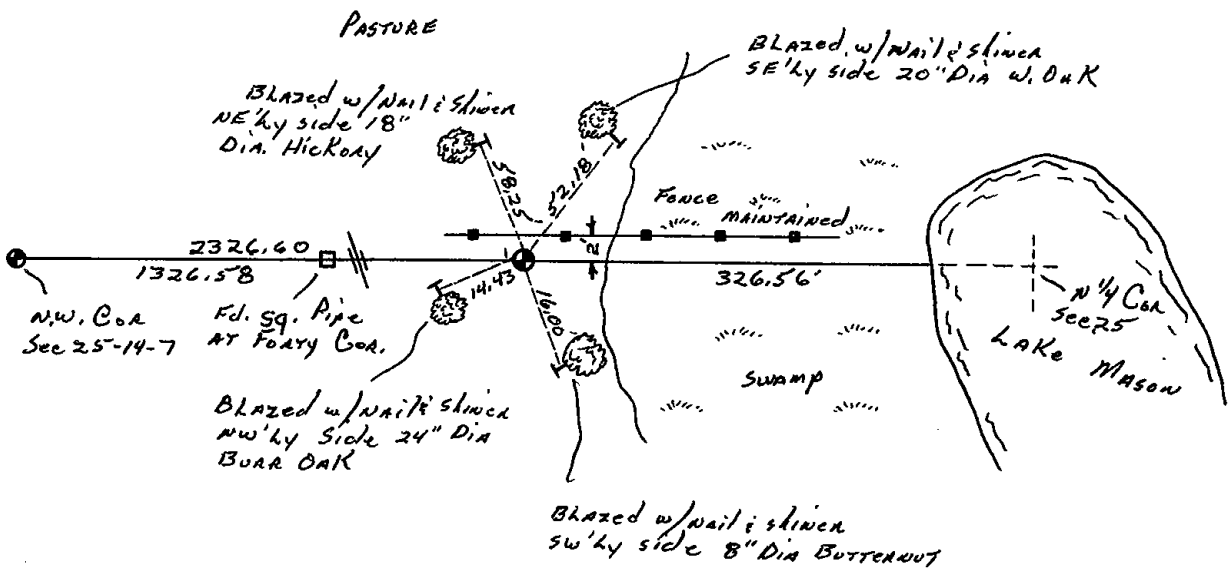 PASTURE
BLAzed w/NAil & Shiner
SE'Ly side 20" DIA W. OAK
BLAzed w/NAil & Shiner
NE'Ly side 18"
DIA. HicKory
58.25
52.18
Fence MAINTAINED
2'
2326.60
1326.58
14.43
16.00
326.56'
N.W. COR
Sec 25-14-7
Fd. Sq. Pipe
AT FORTY COR.
N 1/4 COR
Sec 25
LAKe MASON
SWAMP
BLAzed w/NAil & Shiner
NW'Ly Side 24" DIA
BURR OAK
BLAzed w/NAil & Shiner
SW'Ly side 8" DIA BUTTERNUT